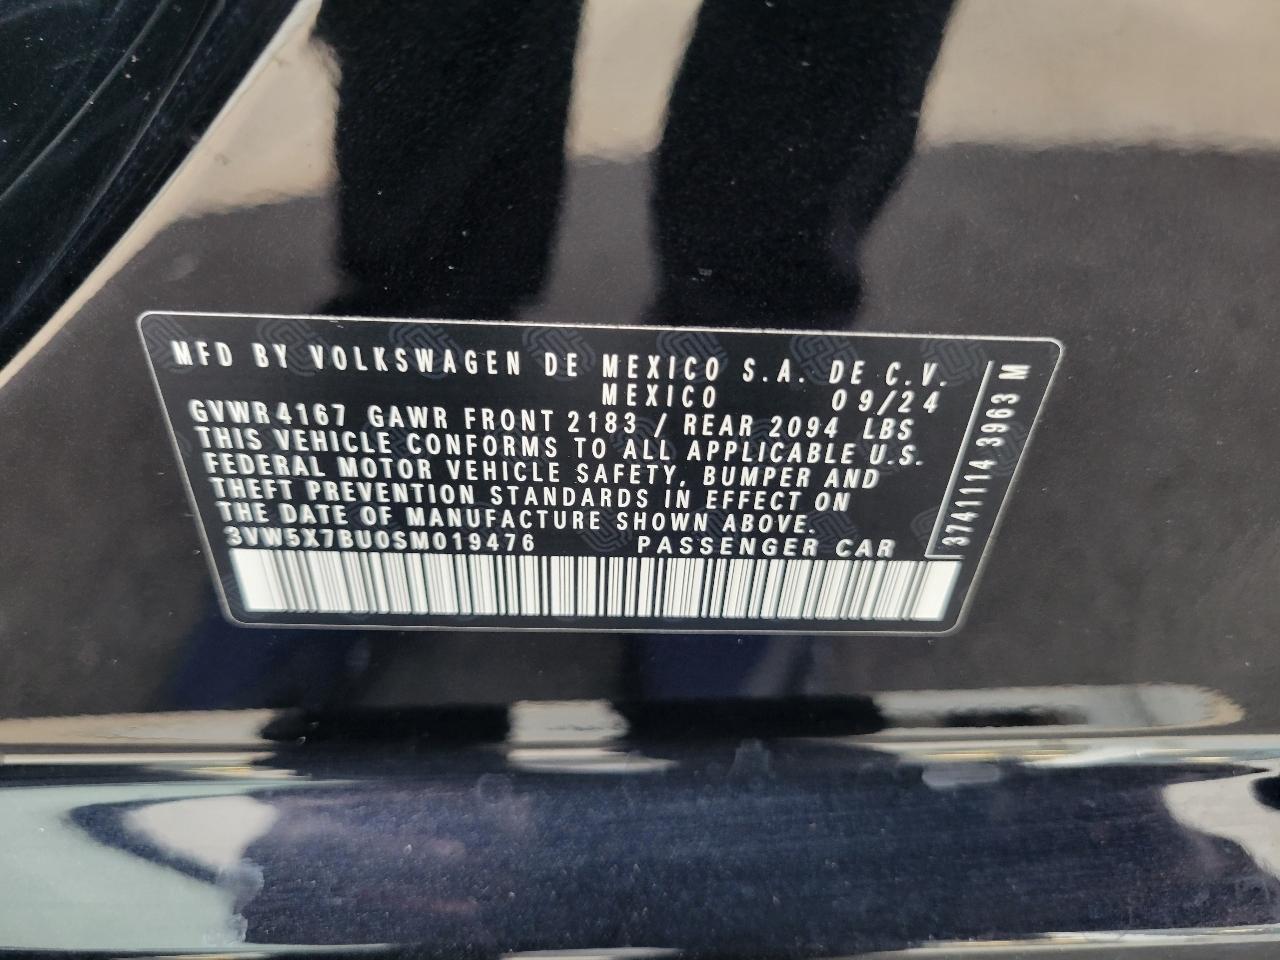 MFD BY VOLKSWAGEN DE MEXICO S.A. DE C.V.
MEXICO 09/24
GVWR 4167 GAWR FRONT 2183 / REAR 2094 LBS
THIS VEHICLE CONFORMS TO ALL APPLICABLE U.S.
FEDERAL MOTOR VEHICLE SAFETY, BUMPER AND
THEFT PREVENTION STANDARDS IN EFFECT ON
THE DATE OF MANUFACTURE SHOWN ABOVE.
3VW5X7BU0SM019476 PASSENGER CAR
3741114 3963 M